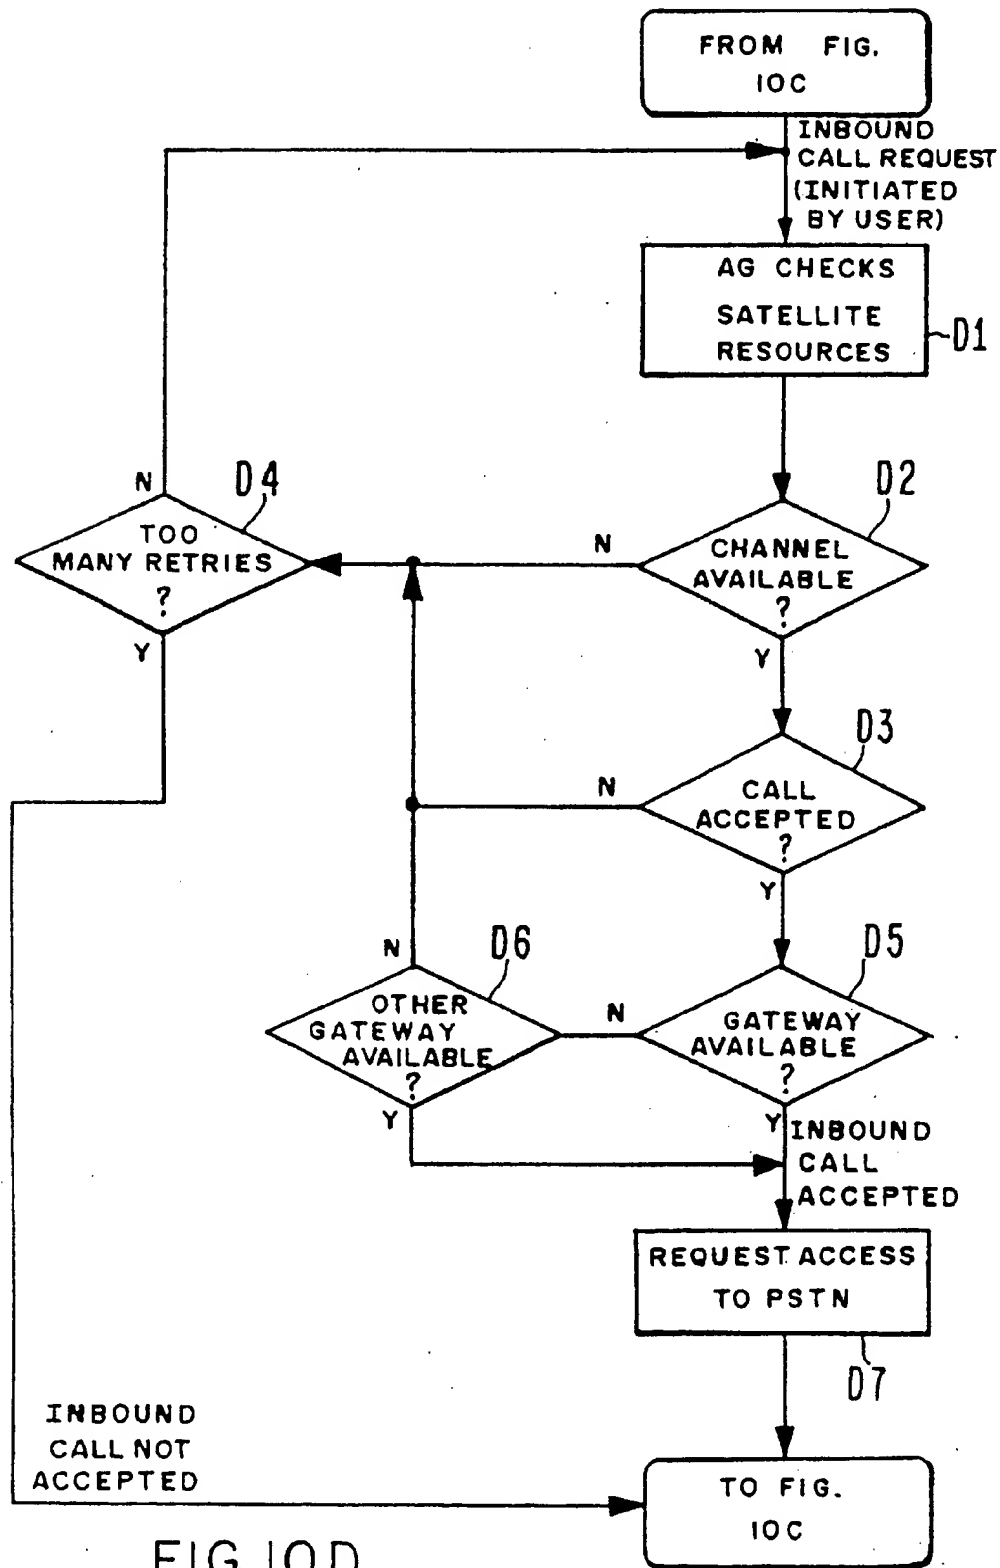 FROM FIG.
10C
INBOUND
CALL REQUEST
(INITIATED
BY USER)
AG CHECKS
SATELLITE
RESOURCES
D1
N
D4
TOO
MANY RETRIES
?
Y
N
D2
CHANNEL
AVAILABLE
?
Y
D3
N
CALL
ACCEPTED
?
Y
N
D6
OTHER
GATEWAY
AVAILABLE
?
Y
N
D5
GATEWAY
AVAILABLE
?
Y
INBOUND
CALL
ACCEPTED
REQUEST ACCESS
TO PSTN
D7
INBOUND
CALL NOT
ACCEPTED
TO FIG.
10C
FIG. 10D